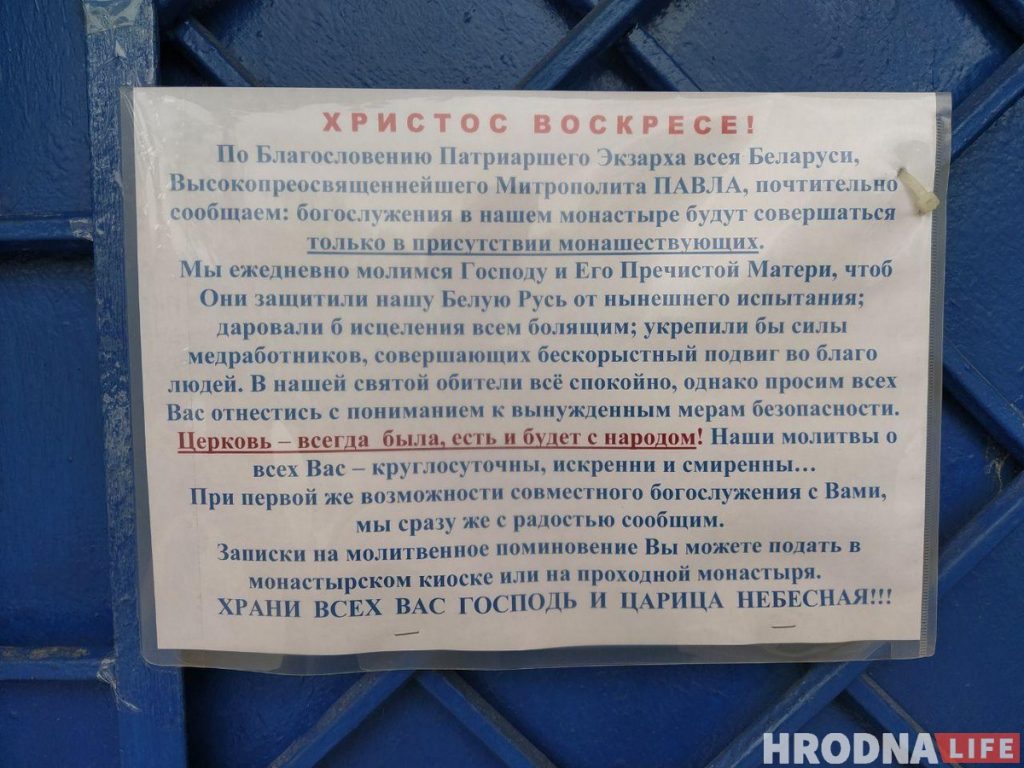 ХРИСТОС ВОСКРЕСЕ!
По Благословению Патриаршего Экзарха всея Беларуси,
Высокопреосвященнейшего Митрополита ПАВЛА, почтительно
сообщаем: богослужения в нашем монастыре будут совершаться
только в присутствии монашествующих.
Мы ежедневно молимся Господу и Его Пречистой Матери, чтоб
Они защитили нашу Белую Русь от нынешнего испытания;
даровали б исцеления всем болящим; укрепили бы силы
медработников, совершающих бескорыстный подвиг во благо
людей. В нашей святой обители всё спокойно, однако просим всех
Вас отнестись с пониманием к вынужденным мерам безопасности.
Церковь – всегда была, есть и будет с народом! Наши молитвы о
всех Вас – круглосуточны, искренни и смиренны…
При первой же возможности совместного богослужения с Вами,
мы сразу же с радостью сообщим.
Записки на молитвенное поминовение Вы можете подать в
монастырском киоске или на проходной монастыря.
ХРАНИ ВСЕХ ВАС ГОСПОДЬ И ЦАРИЦА НЕБЕСНАЯ!!!
HRODNA LIFE